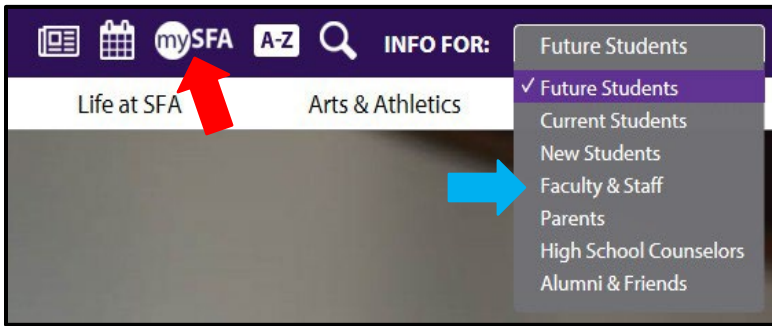 mySFA A-Z INFO FOR: Future Students
Life at SFA Arts & Athletics
✓ Future Students
Current Students
New Students
Faculty & Staff
Parents
High School Counselors
Alumni & Friends